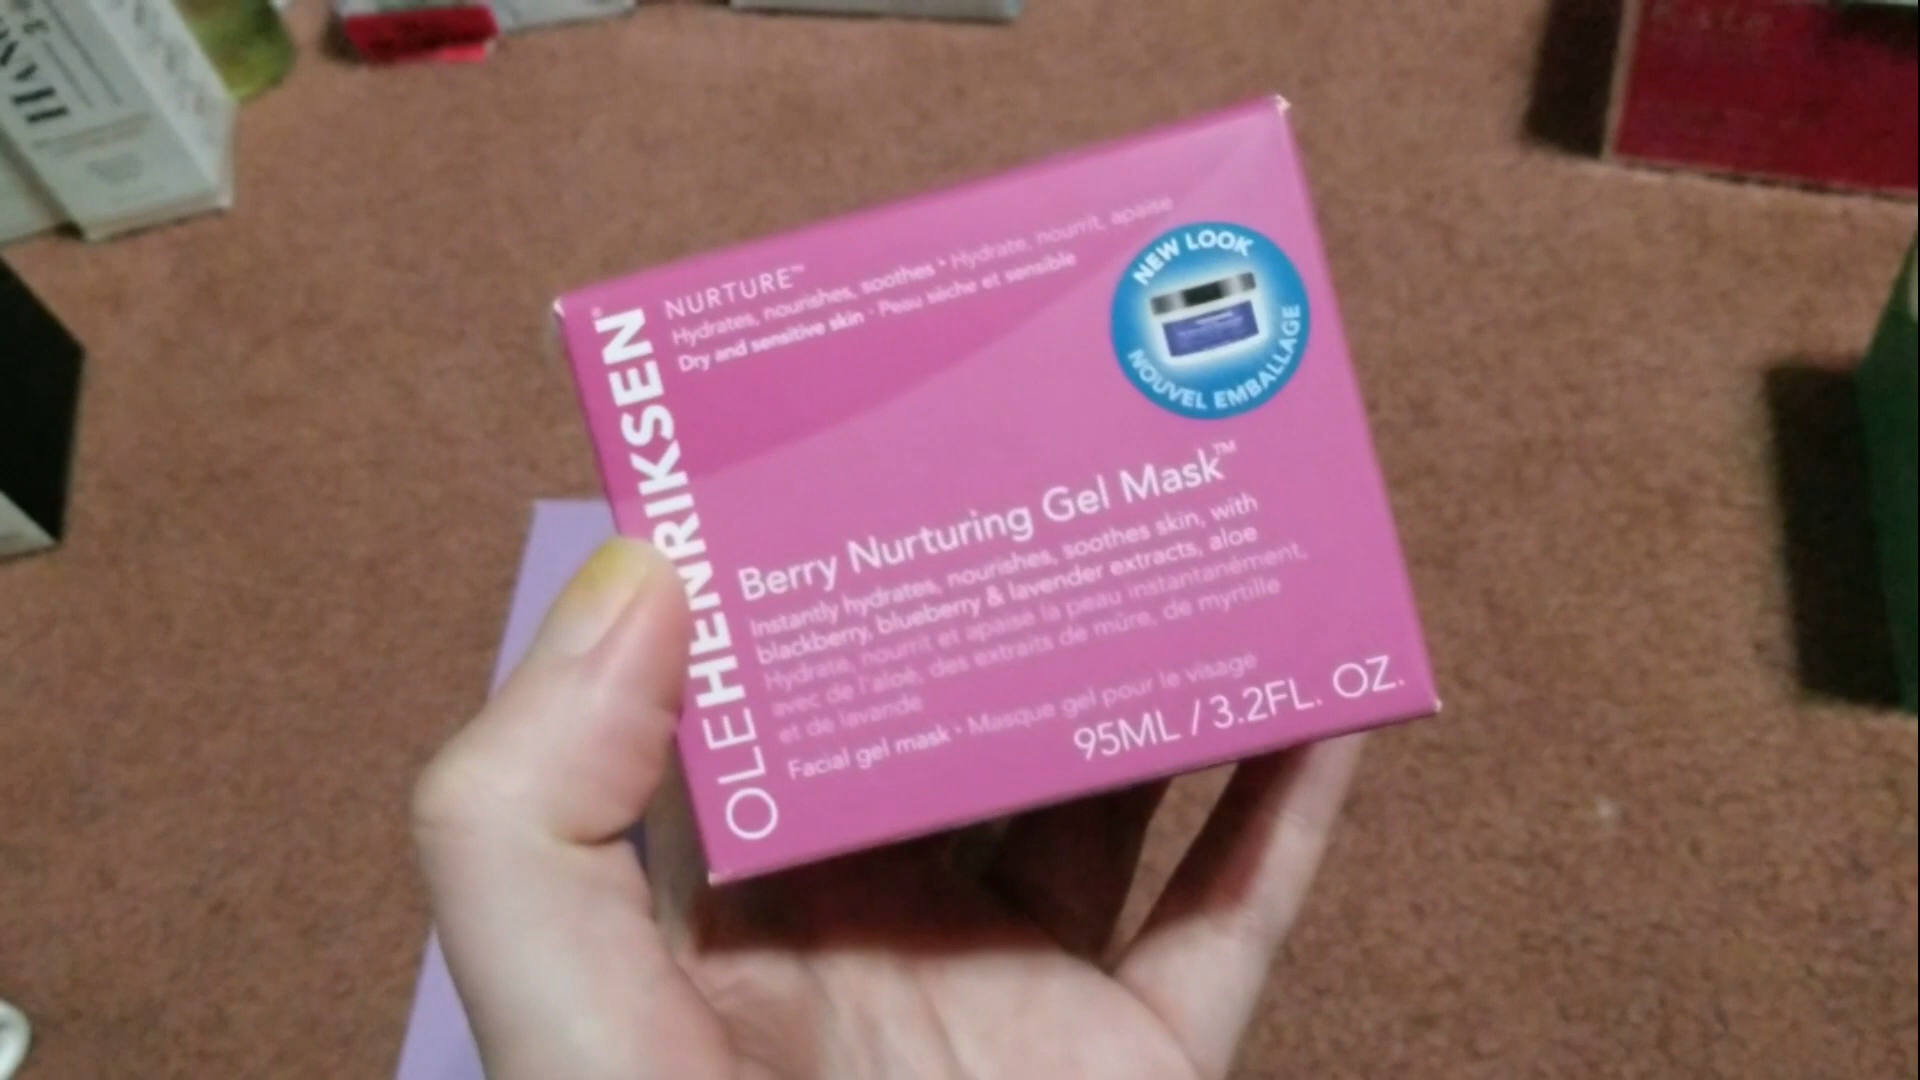 OLEHENRIKSEN®
NURTURE™
Hydrates, nourishes, soothes • Hydrate, nourrit, apaise
Dry and sensitive skin · Peau sèche et sensible
NEW LOOK
NOUVEL EMBALLAGE
Berry Nurturing Gel Mask™
Instantly hydrates, nourishes, soothes skin, with
blackberry, blueberry & lavender extracts, aloe
Hydrate, nourrit et apaise la peau instantanément,
avec de l'aloé, des extraits de mûre, de myrtille
et de lavande
Facial gel mask • Masque gel pour le visage
95ML / 3.2FL. OZ.